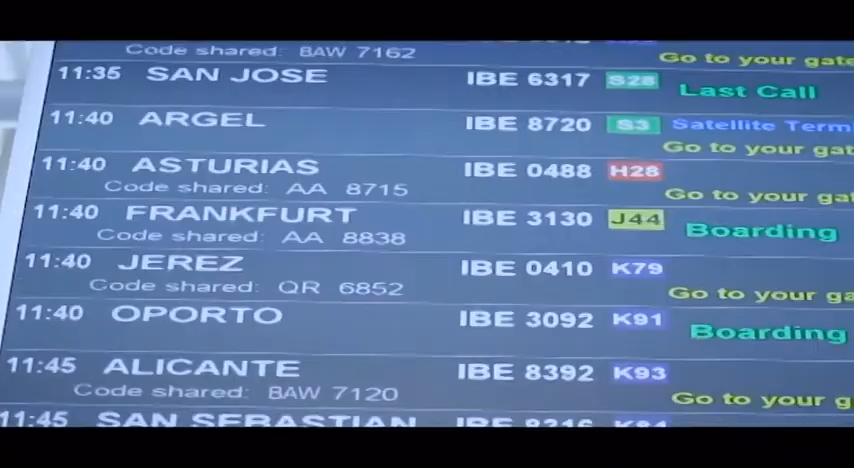 Code shared: BAW 7162
Go to your gate
11:35 SAN JOSE IBE 6317 S28 Last Call
11:40 ARGEL IBE 8720 S3 Satellite Term
Go to your gat
11:40 ASTURIAS IBE 0488 H28
Code shared: AA 8715 Go to your gat
11:40 FRANKFURT IBE 3130 J44 Boarding
Code shared: AA 8838
11:40 JEREZ IBE 0410 K79
Code shared: QR 6852 Go to your ga
11:40 OPORTO IBE 3092 K91 Boarding
11:45 ALICANTE IBE 8392 K93
Code shared: BAW 7120 Go to your g
11:45 SAN SEBASTIAN IBE